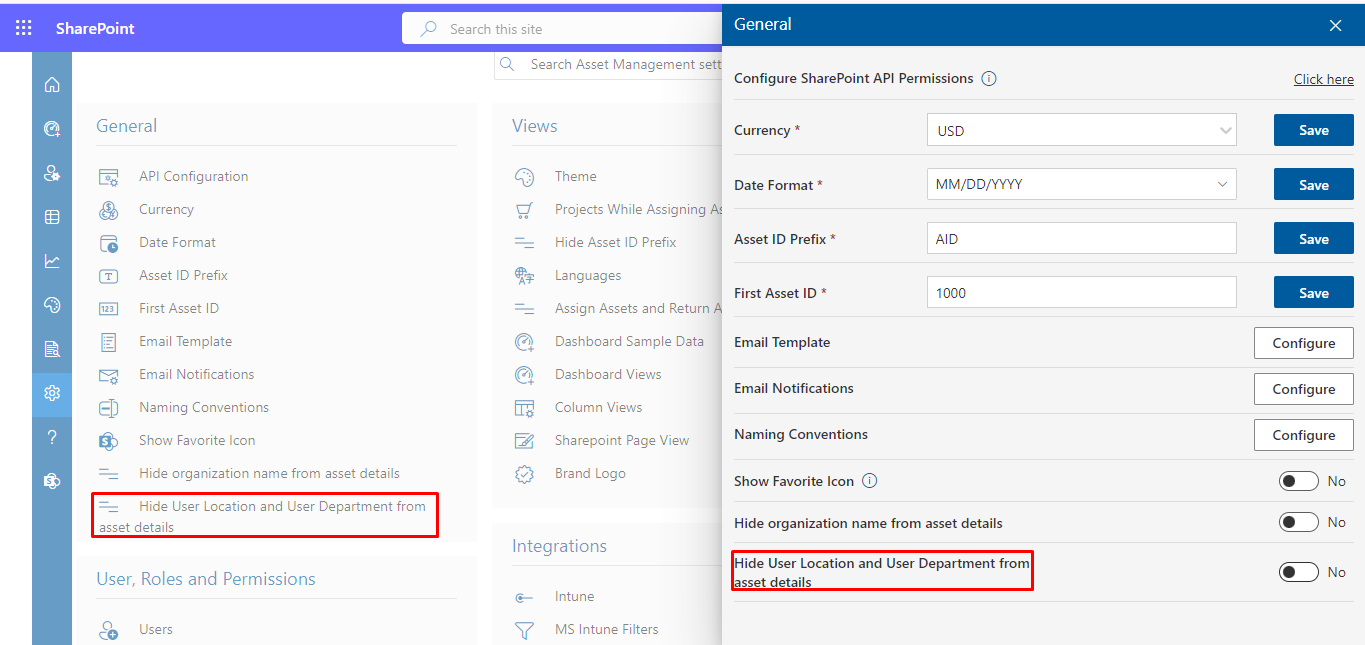 SharePoint
Search this site
Search Asset Management sett
General
API Configuration
Currency
Date Format
Asset ID Prefix
First Asset ID
Email Template
Email Notifications
Naming Conventions
Show Favorite Icon
Hide organization name from asset details
Hide User Location and User Department from
asset details
User, Roles and Permissions
Users
Views
Theme
Projects While Assigning As
Hide Asset ID Prefix
Languages
Assign Assets and Return A
Dashboard Sample Data
Dashboard Views
Column Views
Sharepoint Page View
Brand Logo
Integrations
Intune
MS Intune Filters
General
Configure SharePoint API Permissions
Click here
Currency * USD Save
Date Format * MM/DD/YYYY Save
Asset ID Prefix * AID Save
First Asset ID * 1000 Save
Email Template Configure
Email Notifications Configure
Naming Conventions Configure
Show Favorite Icon No
Hide organization name from asset details No
Hide User Location and User Department from
asset details
No